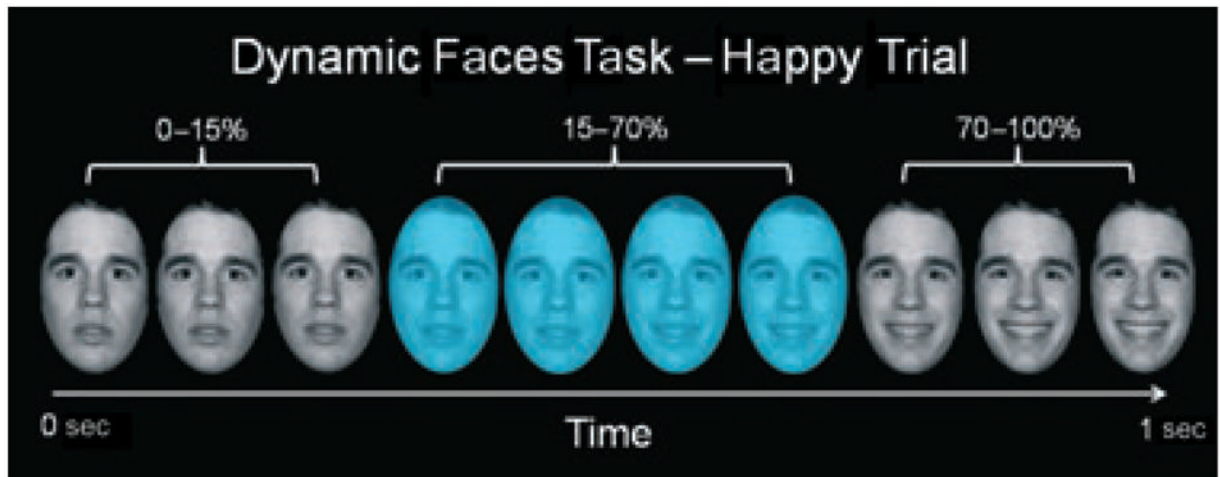 Dynamic Faces Task – Happy Trial
0–15% 15–70% 70–100%
0 sec Time 1 sec